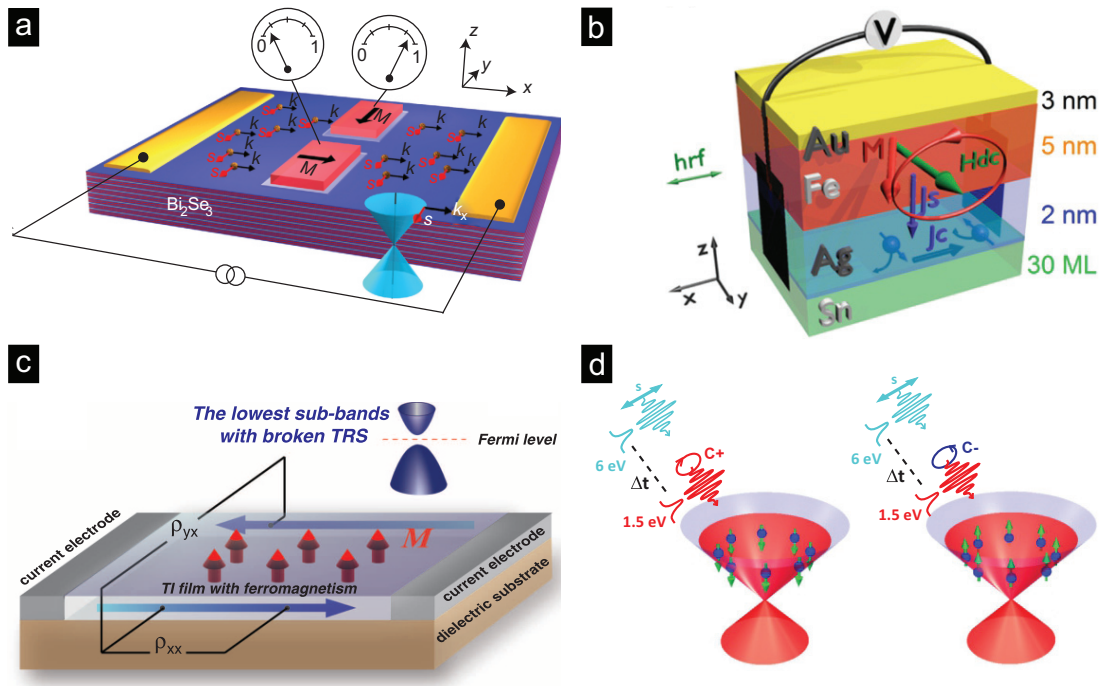 a
0 1
0 1
z
y
x
k k k k k k k k k k k k
s s s s s s s s s s s s
M
M
Bi2Se3
s
kx
b
V
3 nm
Au
5 nm
M
Hdc
hrf
Fe
Js
2 nm
Jc
Ag
30 ML
Sn
z
x
y
c
The lowest sub-bands
with broken TRS
Fermi level
ρyx
M
current electrode
current electrode
TI film with ferromagnetism
dielectric substrate
ρxx
d
s
s
6 eV
C+
6 eV
C-
Δt
Δt
1.5 eV
1.5 eV